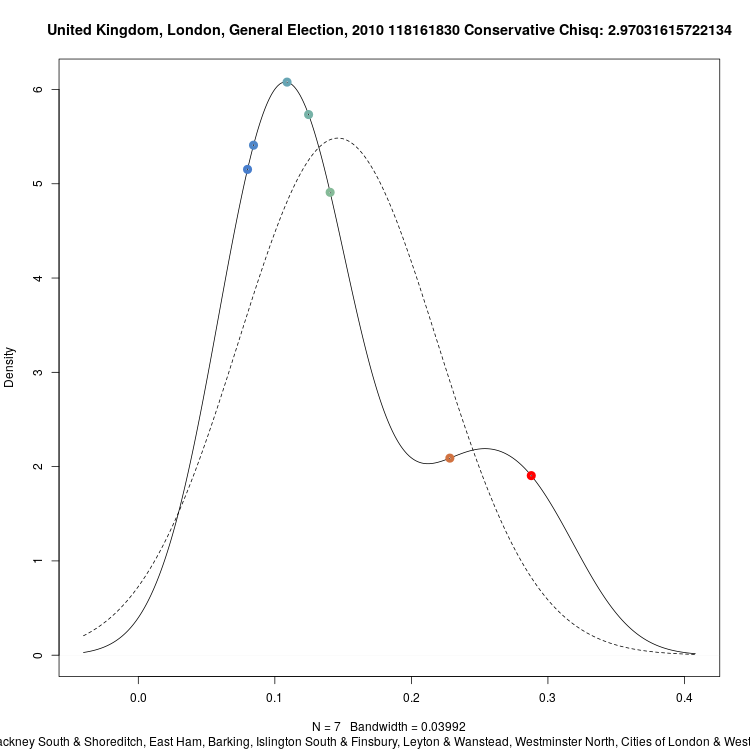 United Kingdom, London, General Election, 2010 118161830 Conservative Chisq: 2.97031615722134
6
5
4
3
2
1
0
Density
0.0 0.1 0.2 0.3 0.4
N = 7 Bandwidth = 0.03992
ackney South & Shoreditch, East Ham, Barking, Islington South & Finsbury, Leyton & Wanstead, Westminster North, Cities of London & West